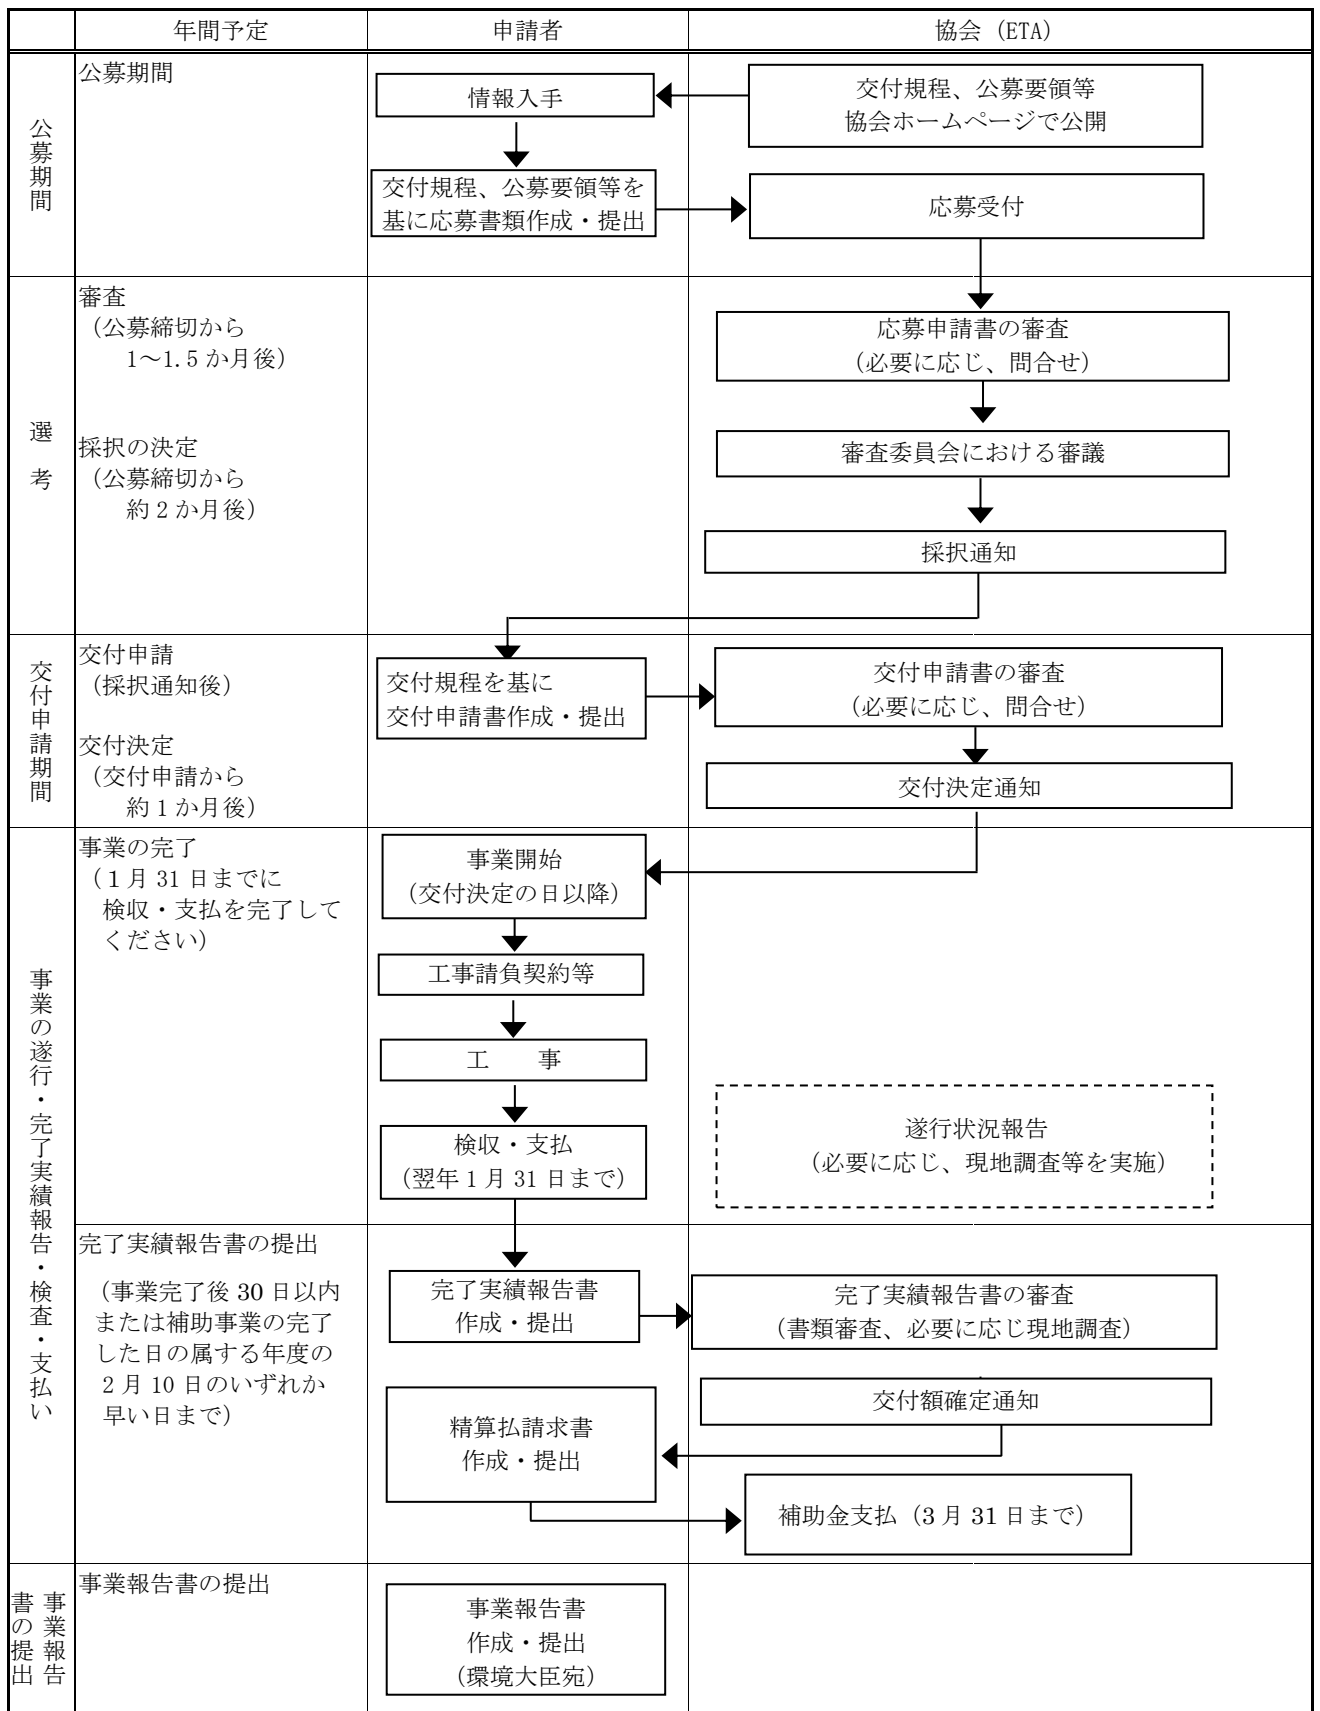 年間予定
申請者
協会（ETA）
公募期間
公募期間
情報入手
交付規程、公募要領等
協会ホームページで公開
交付規程、公募要領等を
基に応募書類作成・提出
応募受付
選　考
審査
（公募締切から
1～1.5か月後）
採択の決定
（公募締切から
約2か月後）
応募申請書の審査
（必要に応じ、問合せ）
審査委員会における審議
採択通知
交付申請期間
交付申請
（採択通知後）
交付決定
（交付申請から
約1か月後）
交付規程を基に
交付申請書作成・提出
交付申請書の審査
（必要に応じ、問合せ）
交付決定通知
事業の遂行・完了実績報告・検査・支払い
事業の完了
（1月31日までに
検収・支払を完了して
ください）
事業開始
（交付決定の日以降）
工事請負契約等
工　　事
検収・支払
（翌年1月31日まで）
遂行状況報告
（必要に応じ、現地調査等を実施）
完了実績報告書の提出
（事業完了後30日以内
または補助事業の完了
した日の属する年度の
2月10日のいずれか
早い日まで）
完了実績報告書
作成・提出
完了実績報告書の審査
（書類審査、必要に応じ現地調査）
交付額確定通知
精算払請求書
作成・提出
補助金支払（3月31日まで）
事業報告
書の提出
事業報告書の提出
事業報告書
作成・提出
（環境大臣宛）